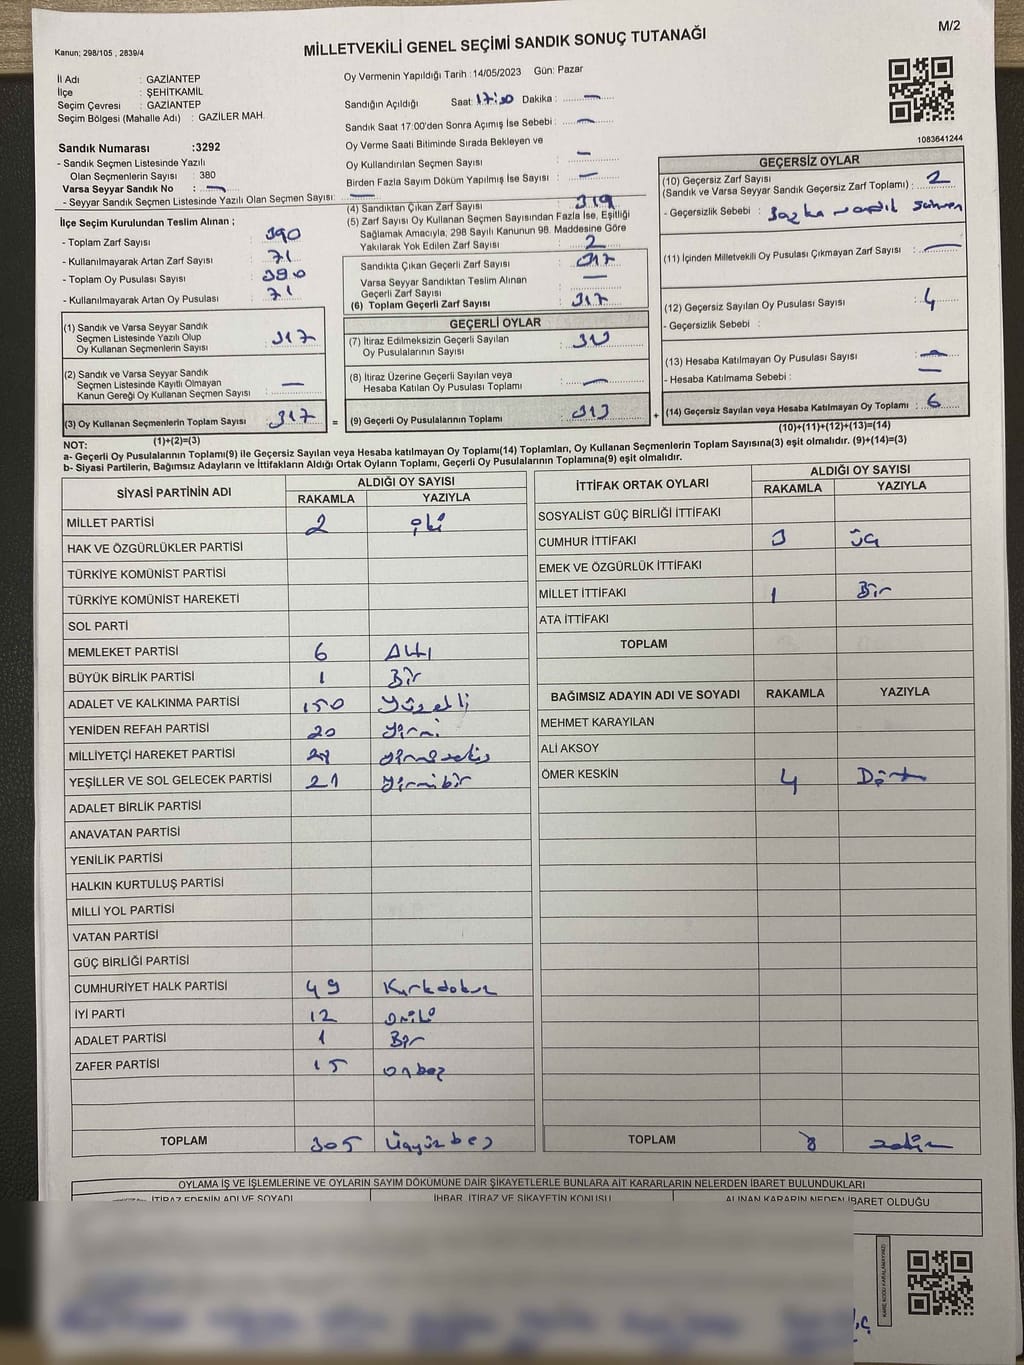 M/2
Kanun; 298/105 , 2839/4
MİLLETVEKİLİ GENEL SEÇİMİ SANDIK SONUÇ TUTANAĞI
İl Adı : GAZİANTEP
İlçe : ŞEHİTKAMİL
Seçim Çevresi : GAZİANTEP
Seçim Bölgesi (Mahalle Adı) : GAZİLER MAH.
Sandık Numarası :3292
- Sandık Seçmen Listesinde Yazılı
Olan Seçmenlerin Sayısı : 380
Varsa Seyyar Sandık No : —
- Seyyar Sandık Seçmen Listesinde Yazılı Olan Seçmen Sayısı: —
İlçe Seçim Kurulundan Teslim Alınan ;
- Toplam Zarf Sayısı : 390
- Kullanılmayarak Artan Zarf Sayısı : 71
- Toplam Oy Pusulası Sayısı : 390
- Kullanılmayarak Artan Oy Pusulası : 71
(1) Sandık ve Varsa Seyyar Sandık
Seçmen Listesinde Yazılı Olup
Oy Kullanan Seçmenlerin Sayısı : 317
(2) Sandık ve Varsa Seyyar Sandık
Seçmen Listesinde Kayıtlı Olmayan
Kanun Gereği Oy Kullanan Seçmen Sayısı : —
(3) Oy Kullanan Seçmenlerin Toplam Sayısı : 317
(1)+(2)=(3)
Oy Vermenin Yapıldığı Tarih :14/05/2023 Gün: Pazar
Sandığın Açıldığı Saat: 17:30 Dakika : —
Sandık Saat 17:00'den Sonra Açımış İse Sebebi : —
Oy Verme Saati Bitiminde Sırada Bekleyen ve
Oy Kullandırılan Seçmen Sayısı : —
Birden Fazla Sayım Döküm Yapılmış İse Sayısı : —
(4) Sandıktan Çıkan Zarf Sayısı : 319
(5) Zarf Sayısı Oy Kullanan Seçmen Sayısından Fazla İse, Eşitliği
Sağlamak Amacıyla, 298 Sayılı Kanunun 98. Maddesine Göre
Yakılarak Yok Edilen Zarf Sayısı : 2
Sandıkta Çıkan Geçerli Zarf Sayısı : 317
Varsa Seyyar Sandıktan Teslim Alınan
Geçerli Zarf Sayısı : —
(6) Toplam Geçerli Zarf Sayısı : 317
GEÇERLİ OYLAR
(7) İtiraz Edilmeksizin Geçerli Sayılan
Oy Pusulalarının Sayısı : 313
(8) İtiraz Üzerine Geçerli Sayılan veya
Hesaba Katılan Oy Pusulası Toplamı : —
= (9) Geçerli Oy Pusulalarının Toplamı : 313
1083641244
GEÇERSİZ OYLAR
(10) Geçersiz Zarf Sayısı
(Sandık ve Varsa Seyyar Sandık Geçersiz Zarf Toplamı) : 2
- Geçersizlik Sebebi :
(11) İçinden Milletvekili Oy Pusulası Çıkmayan Zarf Sayısı : —
(12) Geçersiz Sayılan Oy Pusulası Sayısı : 4
- Geçersizlik Sebebi :
(13) Hesaba Katılmayan Oy Pusulası Sayısı : —
- Hesaba Katılmama Sebebi : —
+ (14) Geçersiz Sayılan veya Hesaba Katılmayan Oy Toplamı : 6
(10)+(11)+(12)+(13)=(14)
NOT:
a- Geçerli Oy Pusulalarının Toplamı(9) ile Geçersiz Sayılan veya Hesaba katılmayan Oy Toplamı(14) Toplamları, Oy Kullanan Seçmenlerin Toplam Sayısına(3) eşit olmalıdır. (9)+(14)=(3)
b- Siyasi Partilerin, Bağımsız Adayların ve İttifakların Aldığı Ortak Oyların Toplamı, Geçerli Oy Pusulalarının Toplamına(9) eşit olmalıdır.
SİYASİ PARTİNİN ADI ALDIĞI OY SAYISI
RAKAMLA YAZIYLA
MİLLET PARTİSİ 2 iki
HAK VE ÖZGÜRLÜKLER PARTİSİ
TÜRKİYE KOMÜNİST PARTİSİ
TÜRKİYE KOMÜNİST HAREKETİ
SOL PARTİ
MEMLEKET PARTİSİ 6 Altı
BÜYÜK BİRLİK PARTİSİ 1 Bir
ADALET VE KALKINMA PARTİSİ 150 Yüzelli
YENİDEN REFAH PARTİSİ 20 Yirmi
MİLLİYETÇİ HAREKET PARTİSİ 28 Yirmisekiz
YEŞİLLER VE SOL GELECEK PARTİSİ 21 Yirmibir
ADALET BİRLİK PARTİSİ
ANAVATAN PARTİSİ
YENİLİK PARTİSİ
HALKIN KURTULUŞ PARTİSİ
MİLLİ YOL PARTİSİ
VATAN PARTİSİ
GÜÇ BİRLİĞİ PARTİSİ
CUMHURİYET HALK PARTİSİ 49 Kırkdokuz
İYİ PARTİ 12 oniki
ADALET PARTİSİ 1 Bir
ZAFER PARTİSİ 15 onbeş
TOPLAM 305 Üçyüzbeş
İTTİFAK ORTAK OYLARI ALDIĞI OY SAYISI
RAKAMLA YAZIYLA
SOSYALİST GÜÇ BİRLİĞİ İTTİFAKI
CUMHUR İTTİFAKI 3 üç
EMEK VE ÖZGÜRLÜK İTTİFAKI
MİLLET İTTİFAKI 1 Bir
ATA İTTİFAKI
TOPLAM
BAĞIMSIZ ADAYIN ADI VE SOYADI RAKAMLA YAZIYLA
MEHMET KARAYILAN
ALİ AKSOY
ÖMER KESKİN 4 Dört
TOPLAM 8 sekiz
OYLAMA İŞ VE İŞLEMLERİNE VE OYLARIN SAYIM DÖKÜMÜNE DAİR ŞİKAYETLERLE BUNLARA AİT KARARLARIN NELERDEN İBARET BULUNDUKLARI
İTİRAZ EDENİN ADI VE SOYADI İHBAR, İTİRAZ VE ŞİKAYETİN KONUSU ALINAN KARARIN NEDEN İBARET OLDUĞU
KARE KODU KARALAMAYINIZ!